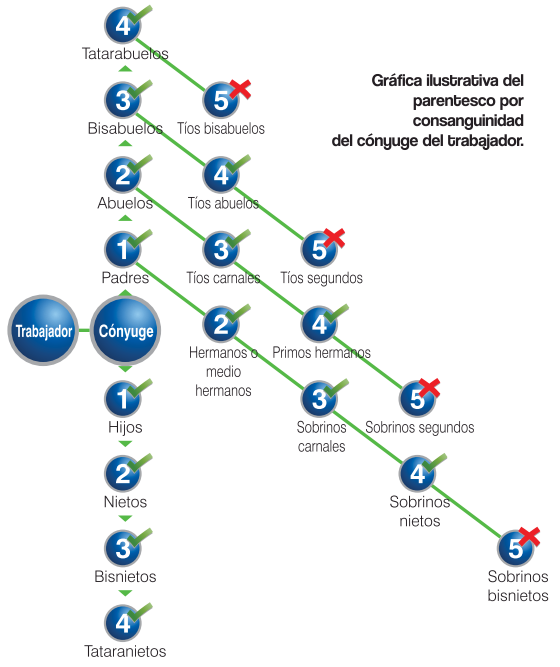 4
Tatarabuelos
Gráfica ilustrativa del
parentesco por
consanguinidad
del cónyuge del trabajador.
3
5
Bisabuelos
Tíos bisabuelos
2
4
Abuelos
Tíos abuelos
1
3
5
Padres
Tíos carnales
Tíos segundos
Trabajador
Cónyuge
2
4
Hermanos o
medio
hermanos
Primos hermanos
1
3
5
Hijos
Sobrinos
carnales
Sobrinos segundos
2
4
Nietos
Sobrinos
nietos
3
5
Bisnietos
Sobrinos
bisnietos
4
Tataranietos